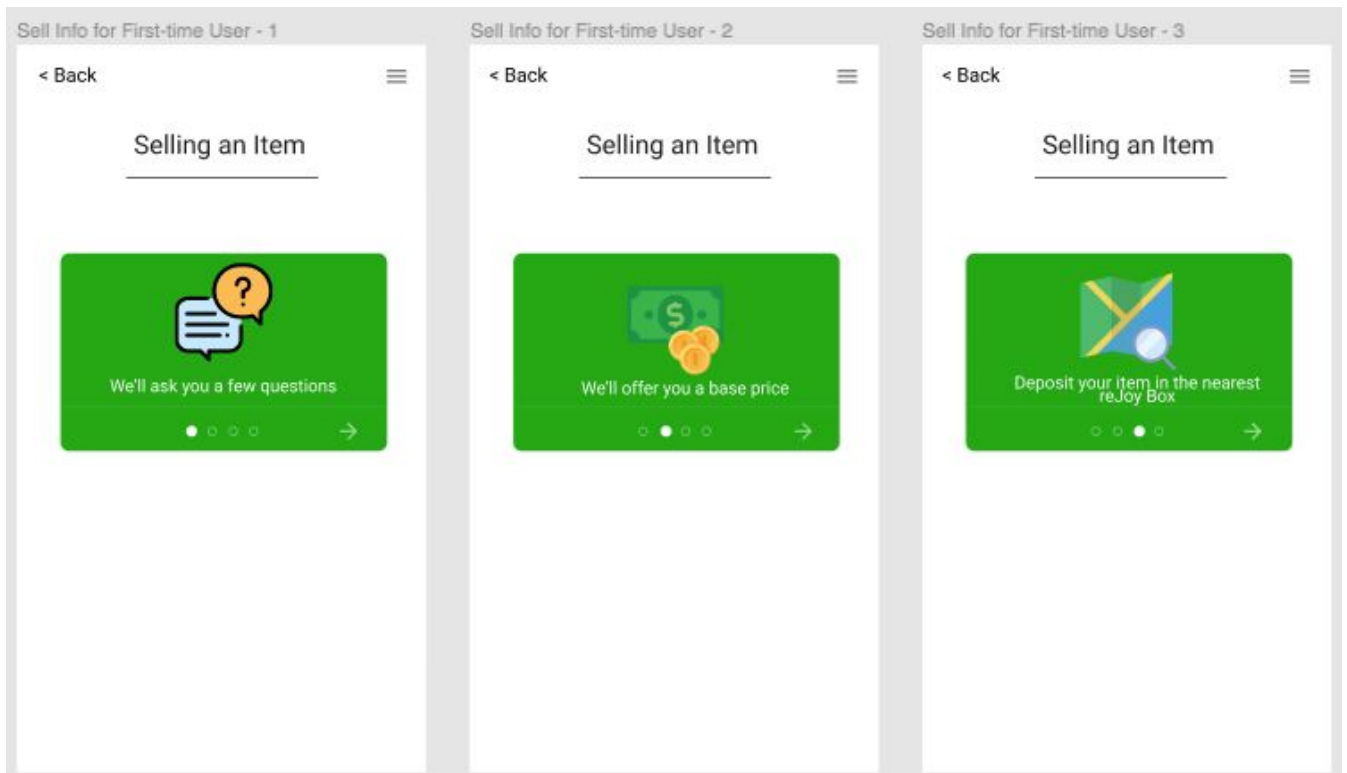 Sell Info for First-time User - 1
< Back
Selling an Item
?
We'll ask you a few questions
Sell Info for First-time User - 2
< Back
Selling an Item
$
We'll offer you a base price
Sell Info for First-time User - 3
< Back
Selling an Item
Deposit your item in the nearest
reJoy Box